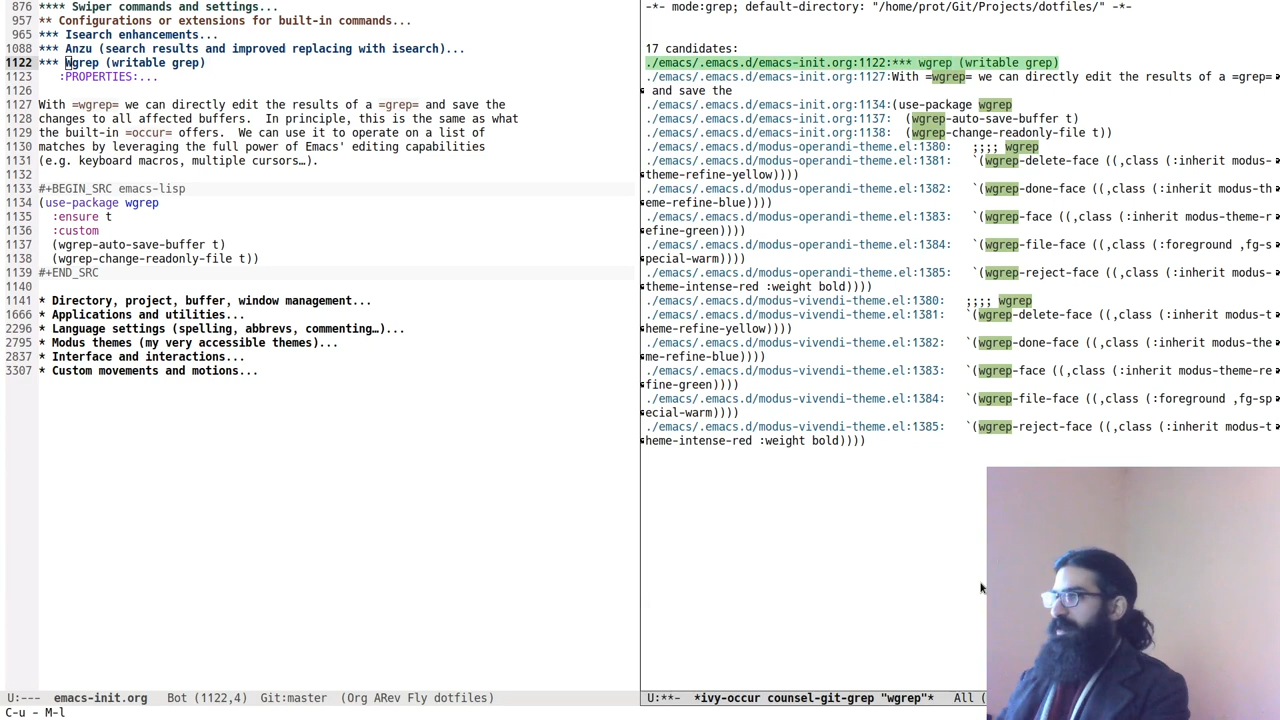 876 **** Swiper commands and settings...
957 ** Configurations or extensions for built-in commands...
965 *** Isearch enhancements...
1088 *** Anzu (search results and improved replacing with isearch)...
1122 *** wgrep (writable grep)
1123 :PROPERTIES:...
1126
1127 With =wgrep= we can directly edit the results of a =grep= and save the
1128 changes to all affected buffers.  In principle, this is the same as what
1129 the built-in =occur= offers.  We can use it to operate on a list of
1130 matches by leveraging the full power of Emacs' editing capabilities
1131 (e.g. keyboard macros, multiple cursors…).
1132
1133 #+BEGIN_SRC emacs-lisp
1134 (use-package wgrep
1135   :ensure t
1136   :custom
1137   (wgrep-auto-save-buffer t)
1138   (wgrep-change-readonly-file t))
1139 #+END_SRC
1140
1141 * Directory, project, buffer, window management...
1666 * Applications and utilities...
2296 * Language settings (spelling, abbrevs, commenting…)...
2795 * Modus themes (my very accessible themes)...
2837 * Interface and interactions...
3307 * Custom movements and motions...
U:---  emacs-init.org   Bot (1122,4)   Git:master  (Org ARev Fly dotfiles)
C-u - M-l
-*- mode:grep; default-directory: "/home/prot/Git/Projects/dotfiles/" -*-
17 candidates:
./emacs/.emacs.d/emacs-init.org:1122:*** wgrep (writable grep)
./emacs/.emacs.d/emacs-init.org:1127:With =wgrep= we can directly edit the results of a =grep=
and save the
./emacs/.emacs.d/emacs-init.org:1134:(use-package wgrep
./emacs/.emacs.d/emacs-init.org:1137:  (wgrep-auto-save-buffer t)
./emacs/.emacs.d/emacs-init.org:1138:  (wgrep-change-readonly-file t))
./emacs/.emacs.d/modus-operandi-theme.el:1380:   ;;;; wgrep
./emacs/.emacs.d/modus-operandi-theme.el:1381:   `(wgrep-delete-face ((,class (:inherit modus-
theme-refine-yellow))))
./emacs/.emacs.d/modus-operandi-theme.el:1382:   `(wgrep-done-face ((,class (:inherit modus-th
eme-refine-blue))))
./emacs/.emacs.d/modus-operandi-theme.el:1383:   `(wgrep-face ((,class (:inherit modus-theme-r
efine-green))))
./emacs/.emacs.d/modus-operandi-theme.el:1384:   `(wgrep-file-face ((,class (:foreground ,fg-s
pecial-warm))))
./emacs/.emacs.d/modus-operandi-theme.el:1385:   `(wgrep-reject-face ((,class (:inherit modus-
theme-intense-red :weight bold))))
./emacs/.emacs.d/modus-vivendi-theme.el:1380:   ;;;; wgrep
./emacs/.emacs.d/modus-vivendi-theme.el:1381:   `(wgrep-delete-face ((,class (:inherit modus-t
heme-refine-yellow))))
./emacs/.emacs.d/modus-vivendi-theme.el:1382:   `(wgrep-done-face ((,class (:inherit modus-the
me-refine-blue))))
./emacs/.emacs.d/modus-vivendi-theme.el:1383:   `(wgrep-face ((,class (:inherit modus-theme-re
fine-green))))
./emacs/.emacs.d/modus-vivendi-theme.el:1384:   `(wgrep-file-face ((,class (:foreground ,fg-sp
ecial-warm))))
./emacs/.emacs.d/modus-vivendi-theme.el:1385:   `(wgrep-reject-face ((,class (:inherit modus-t
heme-intense-red :weight bold))))
U:**-  *ivy-occur counsel-git-grep "wgrep"*   All (